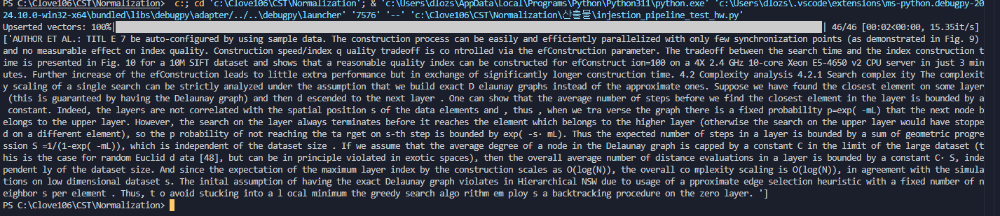 PS C:\Clove106\CST\Normalization>  c:; cd 'c:\Clove106\CST\Normalization'; & 'c:\Users\dlozs\AppData\Local\Programs\Python\Python311\python.exe' 'c:\Users\dlozs\.vscode\extensions\ms-python.debugpy-20
24.10.0-win32-x64\bundled\libs\debugpy\adapter/../..\debugpy\launcher' '7576' '--' 'c:\Clove106\CST\Normalization\산출물\injestion_pipeline_test_hw.py'
Upserted vectors: 100%|| 46/46 [00:02<00:00, 15.35it/s]
['AUTHOR ET AL.: TITL E 7 be auto-configured by using sample data. The construction process can be easily and efficiently parallelized with only few synchronization points (as demonstrated in Fig. 9)
and no measurable effect on index quality. Construction speed/index q uality tradeoff is co ntrolled via the efConstruction parameter. The tradeoff between the search time and the index construction t
ime is presented in Fig. 10 for a 10M SIFT dataset and shows that a reasonable quality index can be constructed for efConstruct ion=100 on a 4X 2.4 GHz 10-core Xeon E5-4650 v2 CPU server in just 3 min
utes. Further increase of the efConstruction leads to little extra performance but in exchange of significantly longer construction time. 4.2 Complexity analysis 4.2.1 Search complex ity The complexit
y scaling of a single search can be strictly analyzed under the assumption that we build exact D elaunay graphs instead of the approximate ones. Suppose we have found the closest element on some layer
(this is guaranteed by having the Delaunay graph) and then d escended to the next layer . One can show that the average number of steps before we find the closest element in the layer is bounded by a
constant. Indeed, the layers are not correlated with the spatial position s of the data elements and , thus , when we tra verse the graph there is a fixed probability p=exp( -mL) that the next node b
elongs to the upper layer. However, the search on the layer always terminates before it reaches the element which belongs to the higher layer (otherwise the search on the upper layer would have stoppe
d on a different element), so the p robability of not reaching the ta rget on s-th step is bounded by exp( -s· mL). Thus the expected number of steps in a layer is bounded by a sum of geometric progre
ssion S =1/(1-exp( -mL)), which is independent of the dataset size . If we assume that the average degree of a node in the Delaunay graph is capped by a constant C in the limit of the large dataset (t
his is the case for random Euclid d ata [48], but can be in principle violated in exotic spaces), then the overall average number of distance evaluations in a layer is bounded by a constant C· S, inde
pendent ly of the dataset size. And since the expectation of the maximum layer index by the construction scales as O(log(N)), the overall co mplexity scaling is O(log(N)), in agreement with the simula
tions on low dimensional dataset s. The inital assumption of having the exact Delaunay graph violates in Hierarchical NSW due to usage of a pproximate edge selection heuristic with a fixed number of n
eighbor s per element . Thus, t o avoid stucking into a l ocal minimum the greedy search algo rithm em ploy s a backtracking procedure on the zero layer. ']
PS C:\Clove106\CST\Normalization>